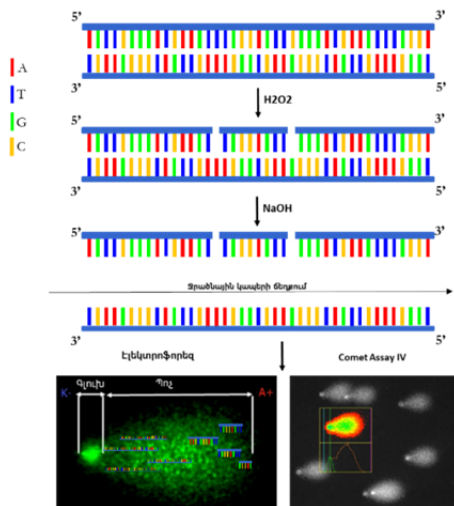 5’ 3’
A
T
G
C
3’ 5’
H2O2
5’ 3’
3’ 5’
NaOH
5’ 3’
Ջրածնային կապերի ճեղքում
3’ 5’
Էլեկտրոֆորեզ Comet Assay IV
K- Գլուխ Պոչ A+